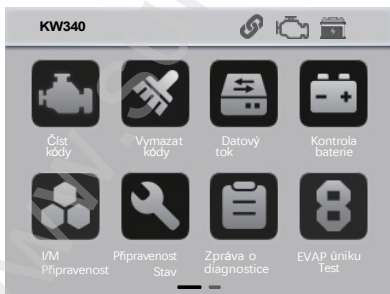 KW340
Číst Vymazat Datový Kontrola
kódy kódy tok baterie
I/M Připravenost Zpráva o EVAP úniku
Připravenost Stav diagnostice Test